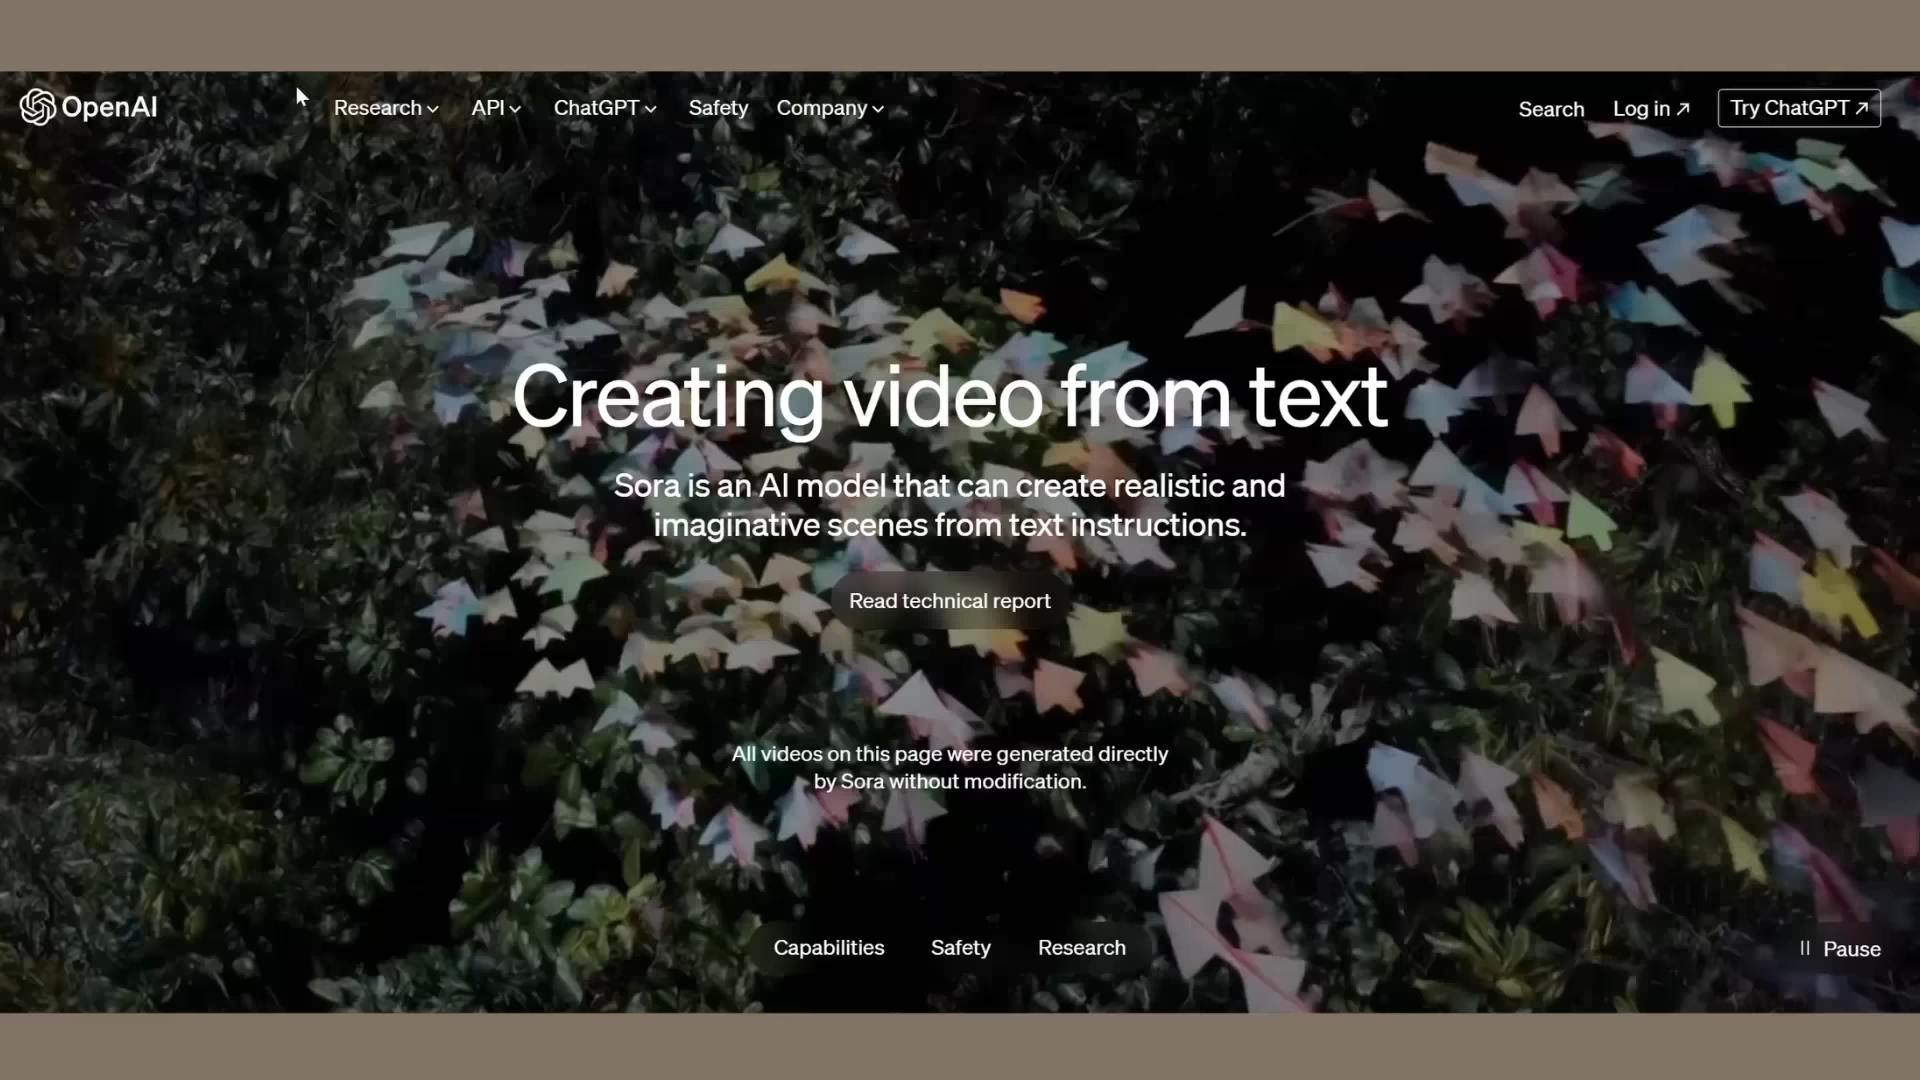 OpenAI
Research
API
ChatGPT
Safety
Company
Search
Log in ↗
Try ChatGPT ↗
Creating video from text
Sora is an AI model that can create realistic and
imaginative scenes from text instructions.
Read technical report
All videos on this page were generated directly
by Sora without modification.
Capabilities
Safety
Research
Pause